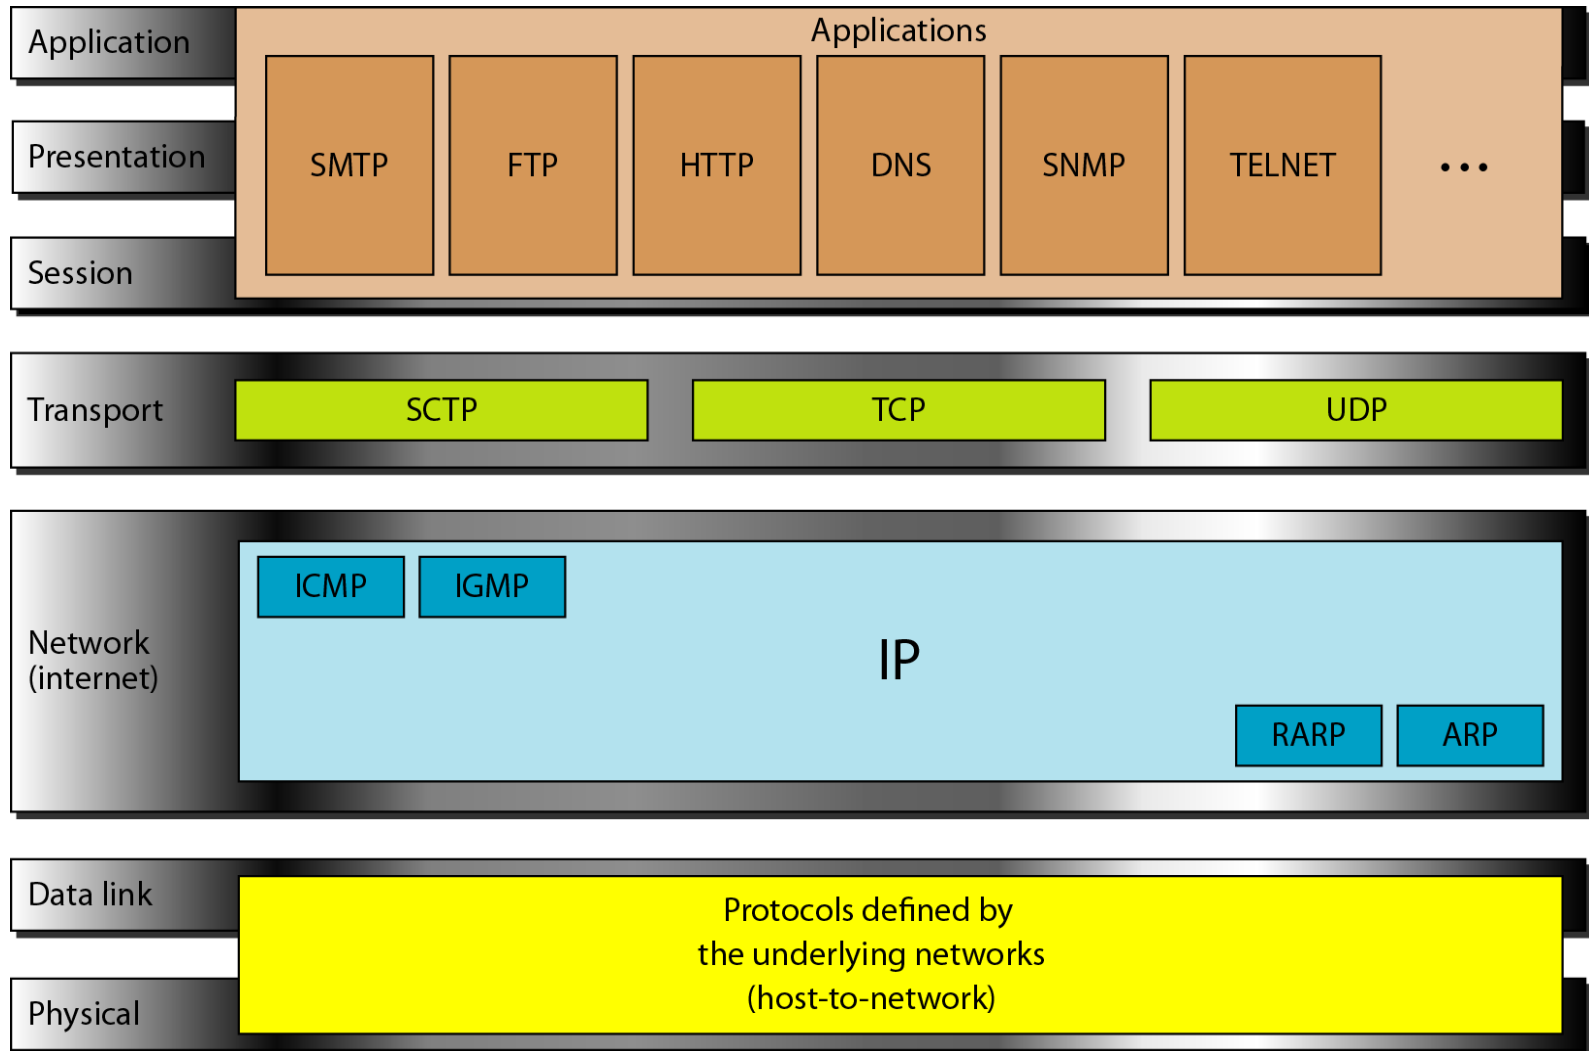 Application
Applications
Presentation
SMTP
FTP
HTTP
DNS
SNMP
TELNET
...
Session
Transport
SCTP
TCP
UDP
Network
(internet)
ICMP
IGMP
IP
RARP
ARP
Data link
Physical
Protocols defined by
the underlying networks
(host-to-network)